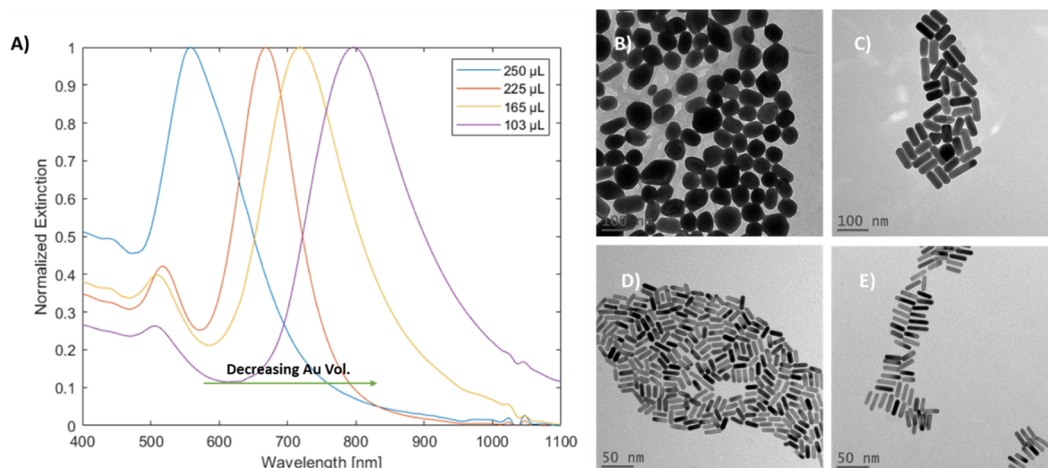 A)
1
0.9
0.8
0.7
0.6
0.5
0.4
0.3
0.2
0.1
0
Normalized Extinction
250 µL
225 µL
165 µL
103 µL
Decreasing Au Vol.
400 500 600 700 800 900 1000 1100
Wavelength [nm]
B)
100 nm
C)
100 nm
D)
50 nm
E)
50 nm